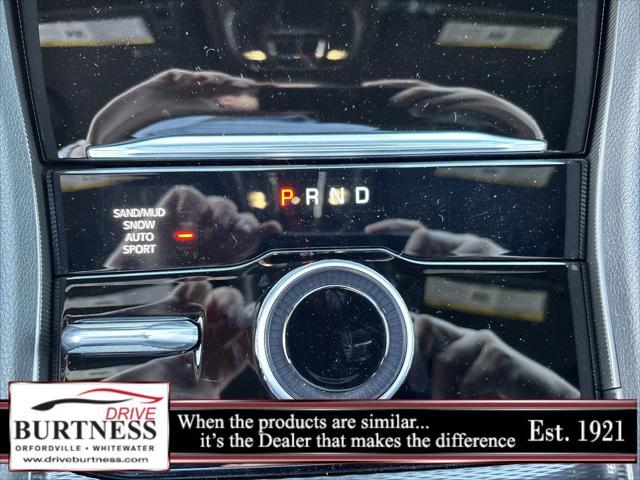 P R N D
SAND/MUD
SNOW
AUTO
SPORT
DRIVE
BURTNESS
ORFORDVILLE • WHITEWATER
www.driveburtness.com
When the products are similar...
it's the Dealer that makes the difference
Est. 1921